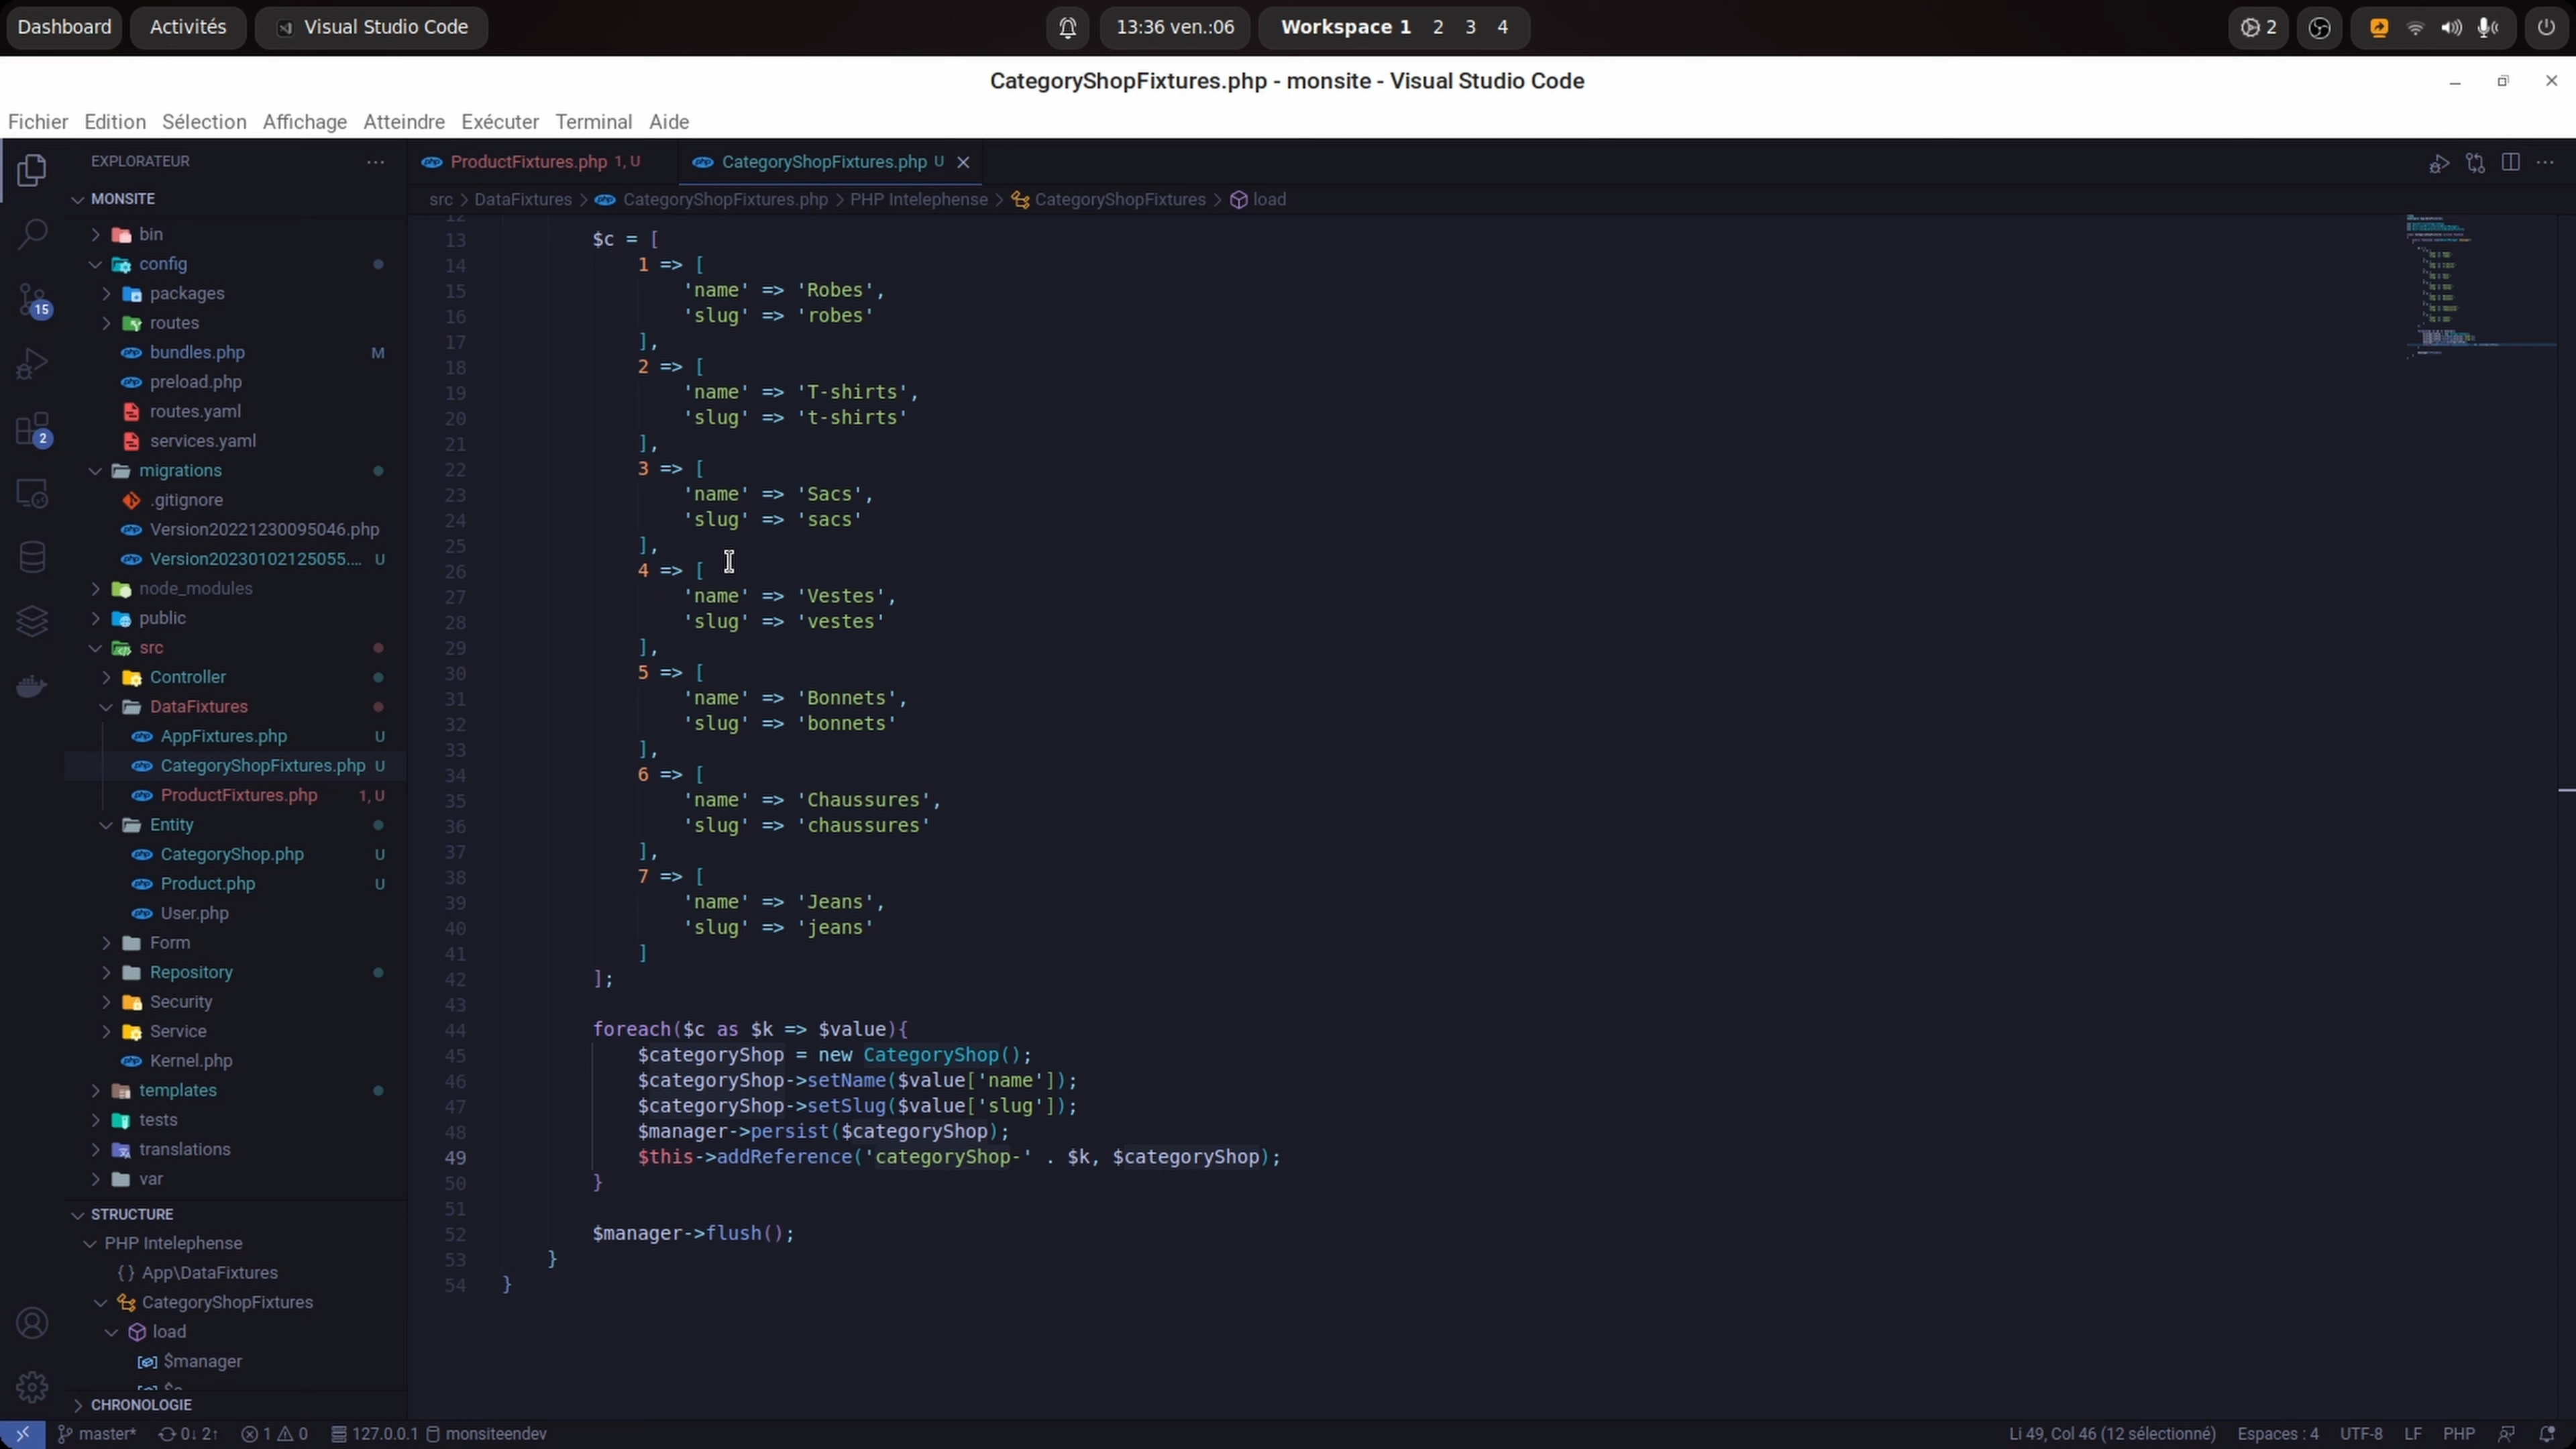 Dashboard Activités Visual Studio Code 13:36 ven.:06 Workspace 1 2 3 4 2
CategoryShopFixtures.php - monsite - Visual Studio Code
Fichier Edition Sélection Affichage Atteindre Exécuter Terminal Aide
EXPLORATEUR
MONSITE
bin
config
packages
routes
bundles.php M
preload.php
routes.yaml
services.yaml
migrations
.gitignore
Version20221230095046.php
Version20230102125055.... U
node_modules
public
src
Controller
DataFixtures
AppFixtures.php U
CategoryShopFixtures.php U
ProductFixtures.php 1, U
Entity
CategoryShop.php U
Product.php U
User.php
Form
Repository
Security
Service
Kernel.php
templates
tests
translations
var
STRUCTURE
PHP Intelephense
{} App\DataFixtures
CategoryShopFixtures
load
$manager
CHRONOLOGIE
15
2
ProductFixtures.php 1, U CategoryShopFixtures.php U
src > DataFixtures > CategoryShopFixtures.php > PHP Intelephense > CategoryShopFixtures > load
12
13 $c = [
14 1 => [
15 'name' => 'Robes',
16 'slug' => 'robes'
17 ],
18 2 => [
19 'name' => 'T-shirts',
20 'slug' => 't-shirts'
21 ],
22 3 => [
23 'name' => 'Sacs',
24 'slug' => 'sacs'
25 ],
26 4 => [
27 'name' => 'Vestes',
28 'slug' => 'vestes'
29 ],
30 5 => [
31 'name' => 'Bonnets',
32 'slug' => 'bonnets'
33 ],
34 6 => [
35 'name' => 'Chaussures',
36 'slug' => 'chaussures'
37 ],
38 7 => [
39 'name' => 'Jeans',
40 'slug' => 'jeans'
41 ]
42 ];
43
44 foreach($c as $k => $value){
45 $categoryShop = new CategoryShop();
46 $categoryShop->setName($value['name']);
47 $categoryShop->setSlug($value['slug']);
48 $manager->persist($categoryShop);
49 $this->addReference('categoryShop-' . $k, $categoryShop);
50 }
51
52 $manager->flush();
53 }
54 }
master* 0↓ 2↑ 1 0 127.0.0.1 monsiteendev Li 49, Col 46 (12 sélectionné) Espaces : 4 UTF-8 LF PHP